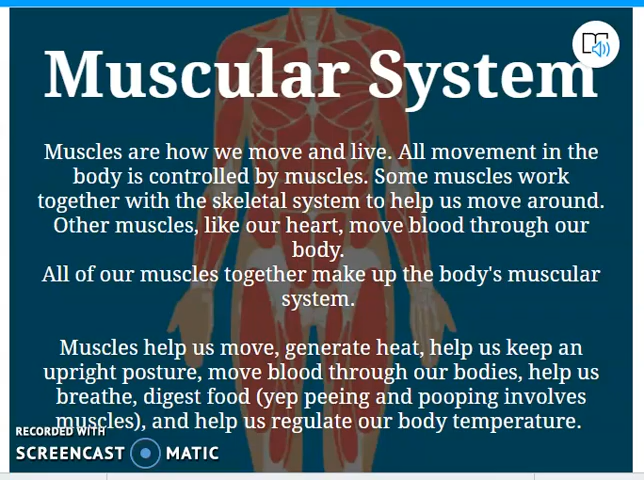 Muscular System
Muscles are how we move and live. All movement in the
body is controlled by muscles. Some muscles work
together with the skeletal system to help us move around.
Other muscles, like our heart, move blood through our
body.
All of our muscles together make up the body's muscular
system.
Muscles help us move, generate heat, help us keep an
upright posture, move blood through our bodies, help us
breathe, digest food (yep peeing and pooping involves
muscles), and help us regulate our body temperature.
RECORDED WITH
SCREENCAST MATIC